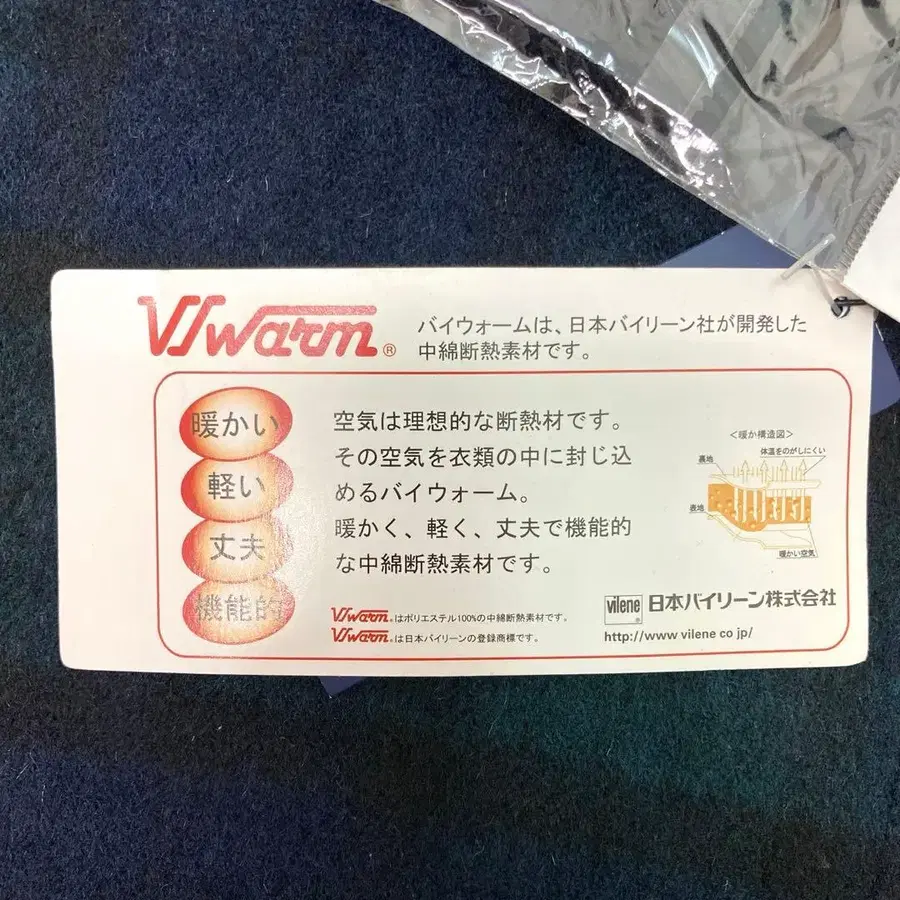 Viwarm®
バイウォームは、日本バイリーン社が開発した
中綿断熱素材です。
暖かい
軽い
丈夫
機能的
空気は理想的な断熱材です。
その空気を衣類の中に封じ込
めるバイウォーム。
暖かく、軽く、丈夫で機能的
な中綿断熱素材です。
<暖か構造図>
体温をのがしにくい
裏地
表地
暖かい空気
Viwarm®はポリエステル100%の中綿断熱素材です。
Viwarm®は日本バイリーンの登録商標です。
vilene® 日本バイリーン株式会社
http://www vilene co jp/